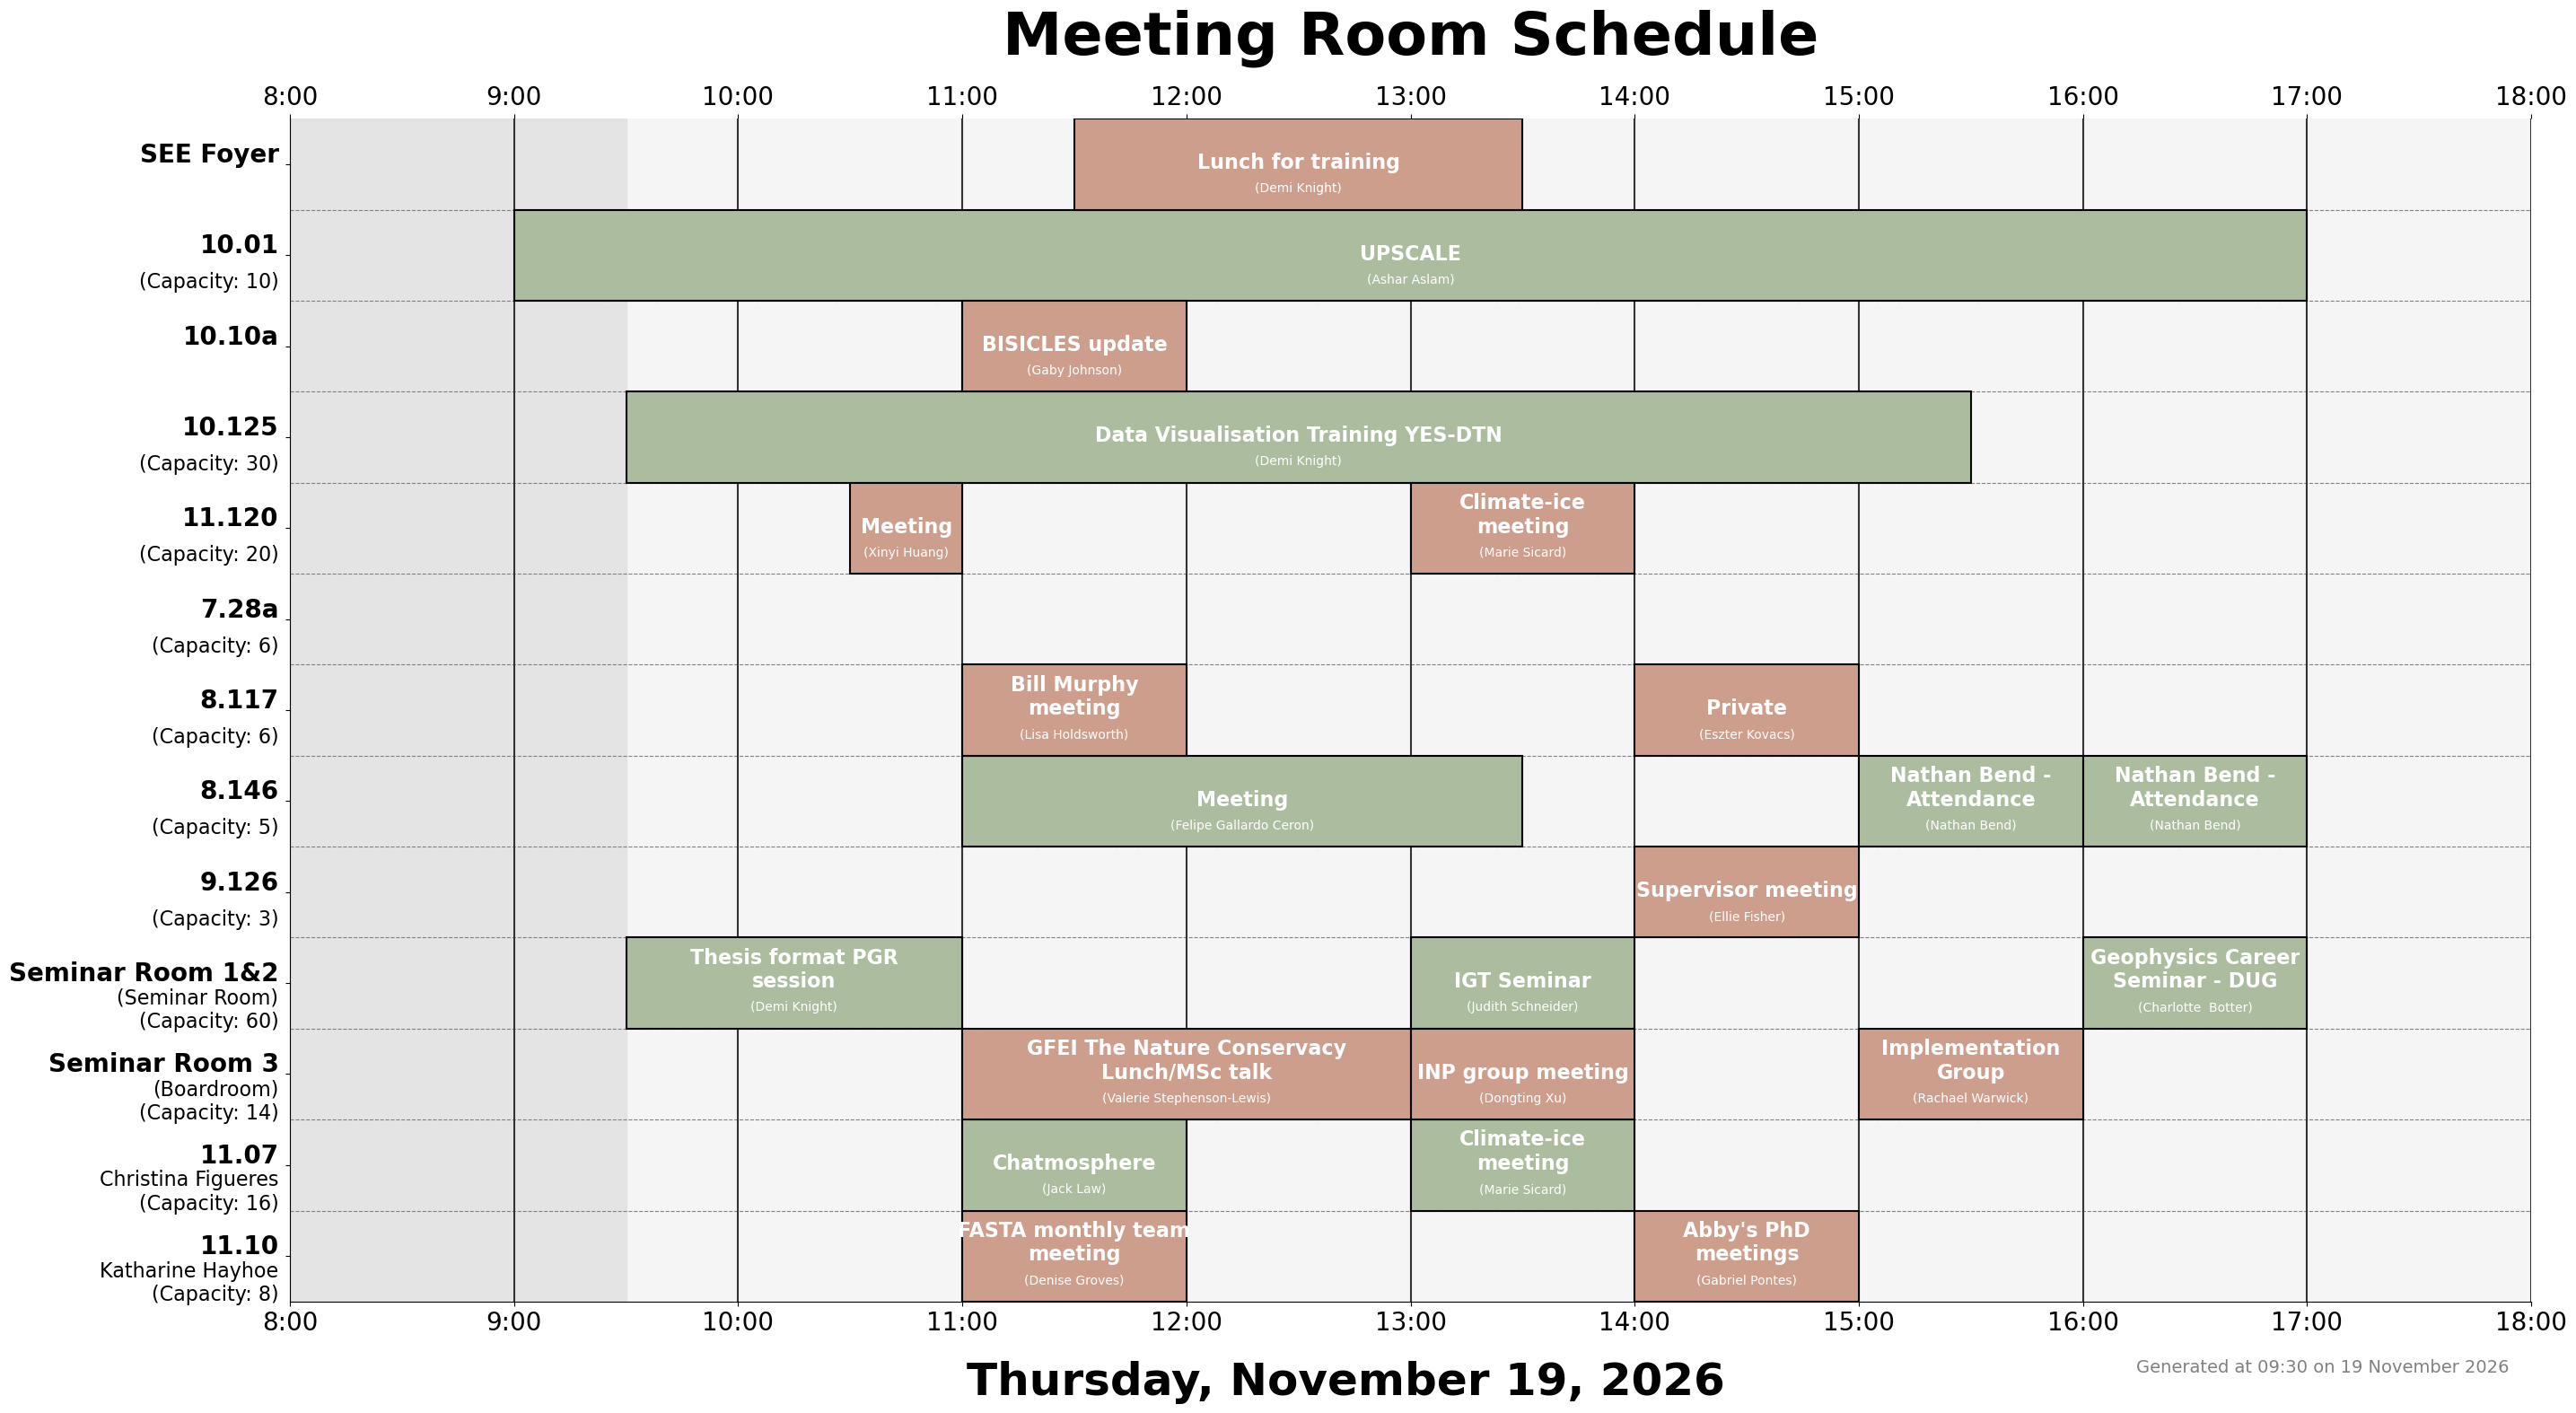 Meeting Room Schedule
8:00 9:00 10:00 11:00 12:00 13:00 14:00 15:00 16:00 17:00 18:00
SEE Foyer
Lunch for training
(Demi Knight)
10.01
(Capacity: 10)
UPSCALE
(Ashar Aslam)
10.10a
BISICLES update
(Gaby Johnson)
10.125
(Capacity: 30)
Data Visualisation Training YES-DTN
(Demi Knight)
11.120
(Capacity: 20)
Meeting
(Xinyi Huang)
Climate-ice
meeting
(Marie Sicard)
7.28a
(Capacity: 6)
8.117
(Capacity: 6)
Bill Murphy
meeting
(Lisa Holdsworth)
Private
(Eszter Kovacs)
8.146
(Capacity: 5)
Meeting
(Felipe Gallardo Ceron)
Nathan Bend -
Attendance
(Nathan Bend)
Nathan Bend -
Attendance
(Nathan Bend)
9.126
(Capacity: 3)
Supervisor meeting
(Ellie Fisher)
Seminar Room 1&2
(Seminar Room)
(Capacity: 60)
Thesis format PGR
session
(Demi Knight)
IGT Seminar
(Judith Schneider)
Geophysics Career
Seminar - DUG
(Charlotte  Botter)
Seminar Room 3
(Boardroom)
(Capacity: 14)
GFEI The Nature Conservacy
Lunch/MSc talk
(Valerie Stephenson-Lewis)
INP group meeting
(Dongting Xu)
Implementation
Group
(Rachael Warwick)
11.07
Christina Figueres
(Capacity: 16)
Chatmosphere
(Jack Law)
Climate-ice
meeting
(Marie Sicard)
11.10
Katharine Hayhoe
(Capacity: 8)
FASTA monthly team
meeting
(Denise Groves)
Abby's PhD
meetings
(Gabriel Pontes)
8:00 9:00 10:00 11:00 12:00 13:00 14:00 15:00 16:00 17:00 18:00
Thursday, November 19, 2026
Generated at 09:30 on 19 November 2026